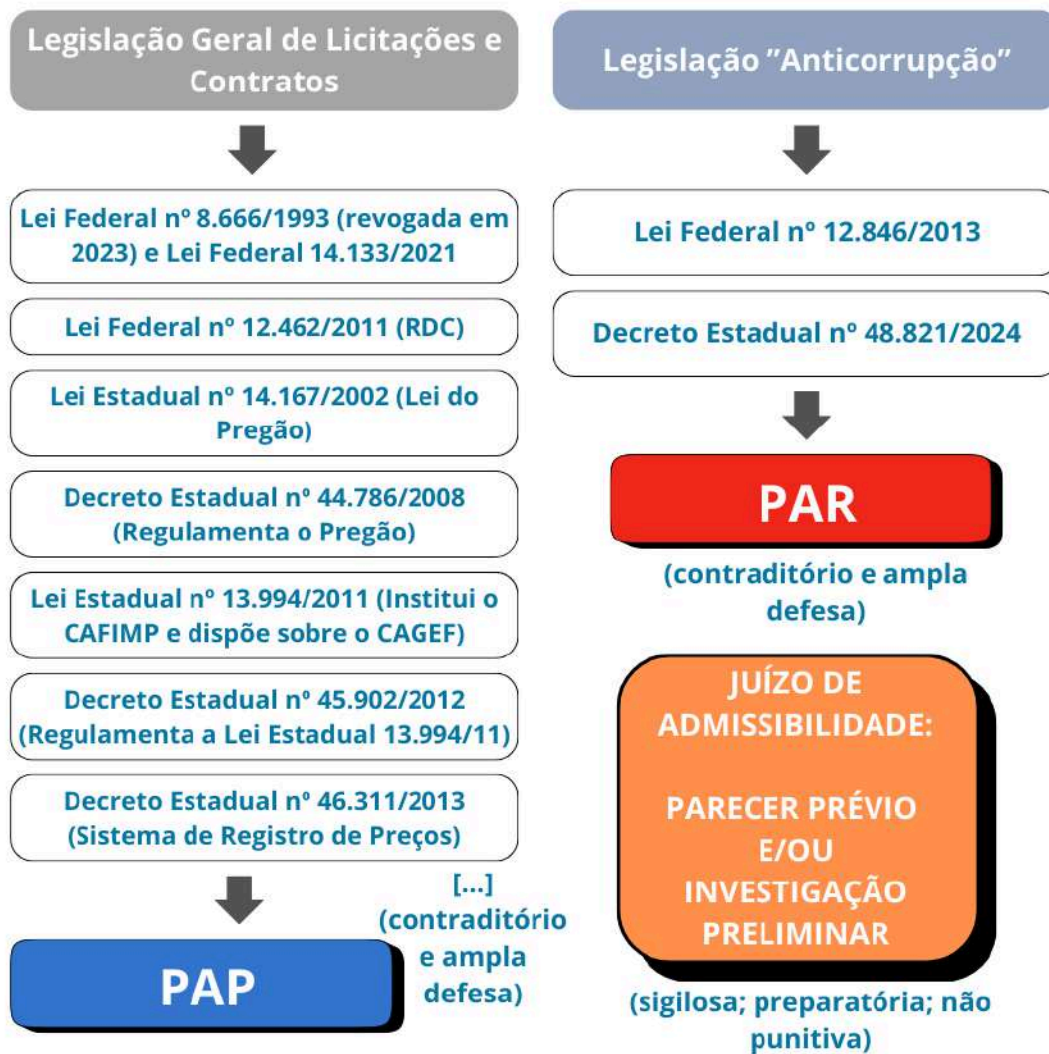 Legislação Geral de Licitações e
Contratos
Lei Federal nº 8.666/1993 (revogada em
2023) e Lei Federal 14.133/2021
Lei Federal nº 12.462/2011 (RDC)
Lei Estadual nº 14.167/2002 (Lei do
Pregão)
Decreto Estadual nº 44.786/2008
(Regulamenta o Pregão)
Lei Estadual nº 13.994/2011 (Institui o
CAFIMP e dispõe sobre o CAGEF)
Decreto Estadual nº 45.902/2012
(Regulamenta a Lei Estadual 13.994/11)
Decreto Estadual nº 46.311/2013
(Sistema de Registro de Preços)
[...]
(contraditório
e ampla
defesa)
PAP
Legislação ”Anticorrupção”
Lei Federal nº 12.846/2013
Decreto Estadual nº 48.821/2024
PAR
(contraditório e ampla
defesa)
JUÍZO DE
ADMISSIBILIDADE:
PARECER PRÉVIO
E/OU
INVESTIGAÇÃO
PRELIMINAR
(sigilosa; preparatória; não
punitiva)